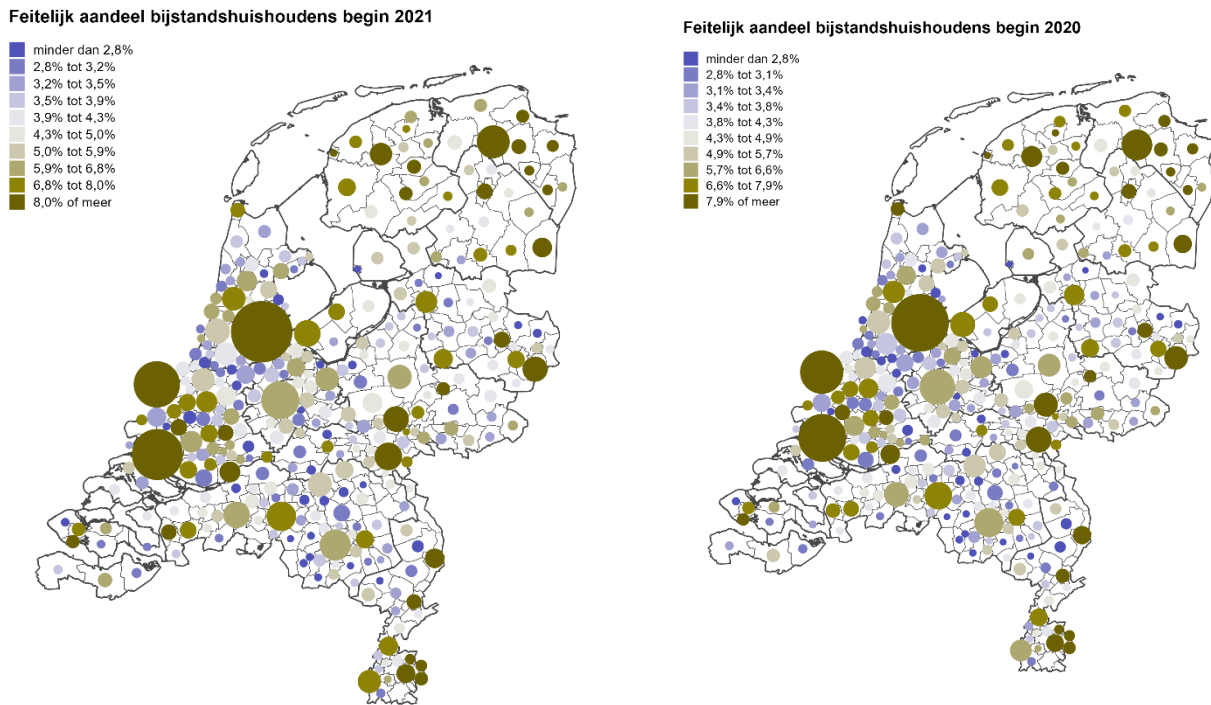 Feitelijk aandeel bijstandshuishoudens begin 2021
minder dan 2,8%
2,8% tot 3,2%
3,2% tot 3,5%
3,5% tot 3,9%
3,9% tot 4,3%
4,3% tot 5,0%
5,0% tot 5,9%
5,9% tot 6,8%
6,8% tot 8,0%
8,0% of meer
Feitelijk aandeel bijstandshuishoudens begin 2020
minder dan 2,8%
2,8% tot 3,1%
3,1% tot 3,4%
3,4% tot 3,8%
3,8% tot 4,3%
4,3% tot 4,9%
4,9% tot 5,7%
5,7% tot 6,6%
6,6% tot 7,9%
7,9% of meer